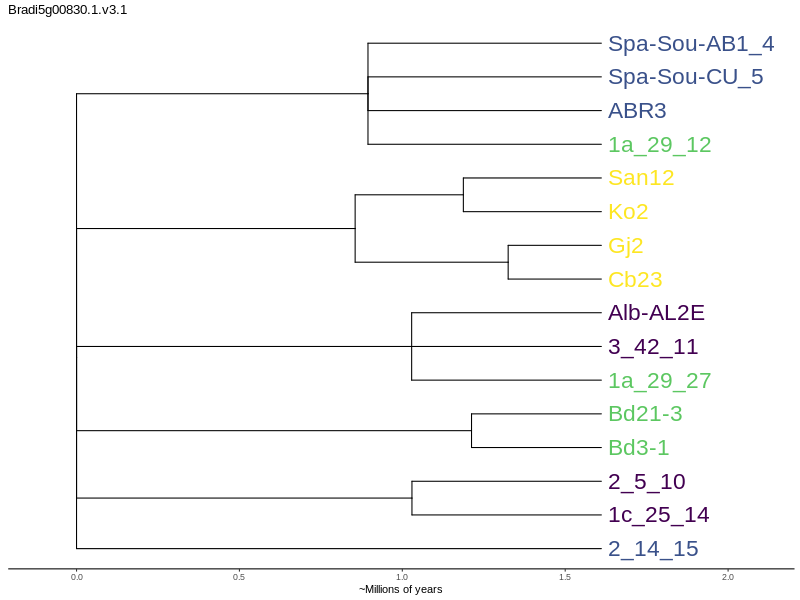 Bradi5g00830.1.v3.1
Spa-Sou-AB1_4
Spa-Sou-CU_5
ABR3
1a_29_12
San12
Ko2
Gj2
Cb23
Alb-AL2E
3_42_11
1a_29_27
Bd21-3
Bd3-1
2_5_10
1c_25_14
2_14_15
0.0 0.5 1.0 1.5 2.0
~Millions of years